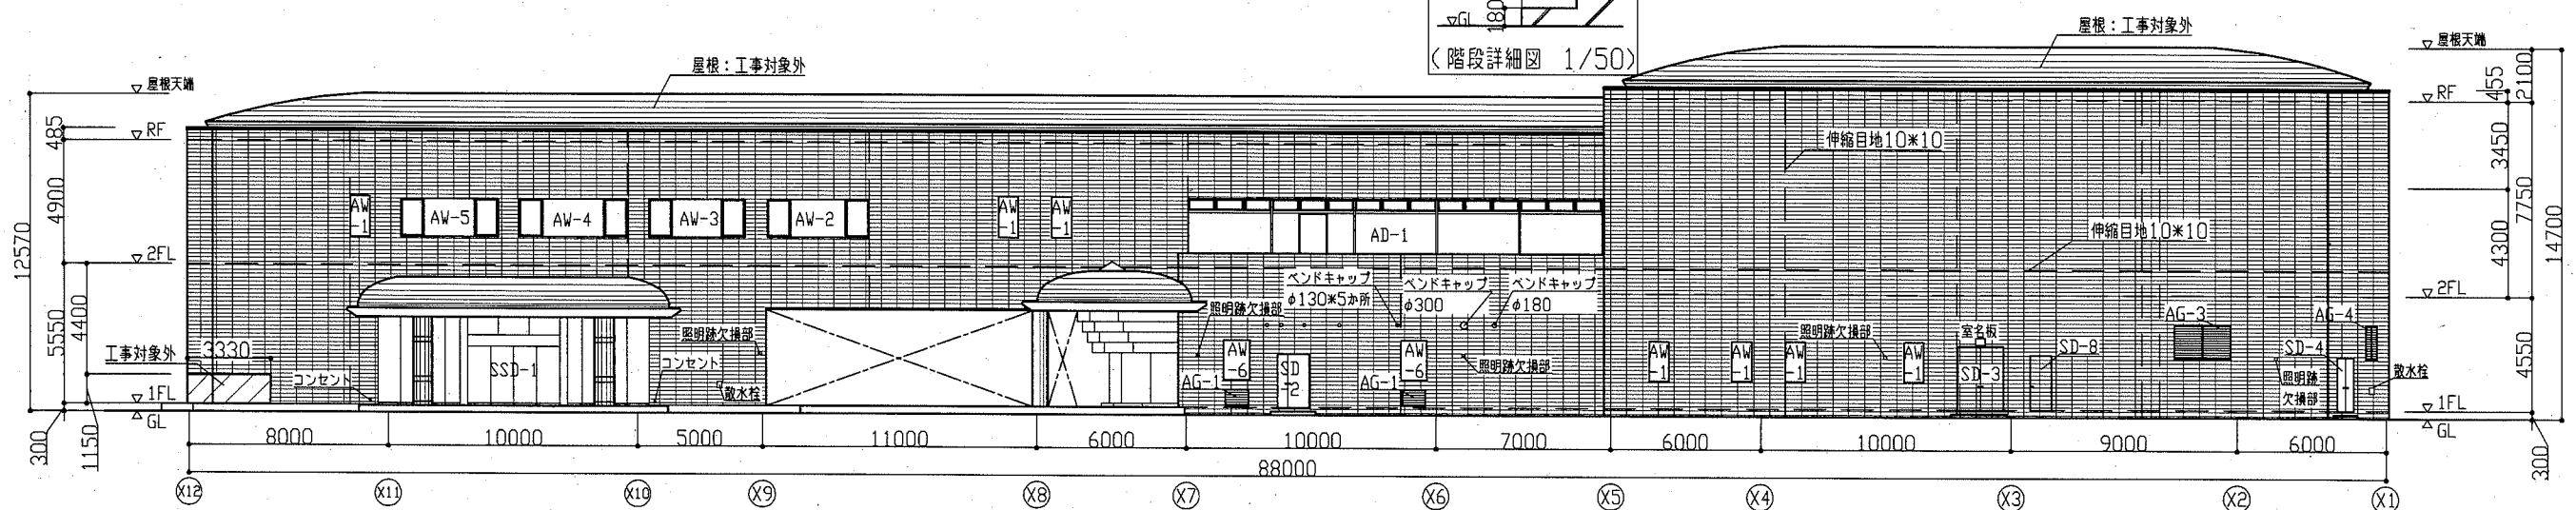 ▽GL
180
(階段詳細図 1/50)
屋根：工事対象外
屋根：工事対象外
▽ 屋根天端
▽ 屋根天端
▽ RF
▽ RF
485
4900
12570
5550
4400
300
1150
455
2100
3450
7750
4300
14700
4550
300
伸縮目地10*10
伸縮目地10*10
AW
-1
AW-5
AW-4
AW-3
AW-2
AW
-1
AW
-1
AD-1
▽ 2FL
▽ 2FL
ベンドキャップ
φ130*5か所
ベンドキャップ
φ300
ベンドキャップ
φ180
照明跡欠損部
照明跡欠損部
照明跡欠損部
照明跡欠損部
照明跡
欠損部
工事対象外
3330
コンセント
SSD-1
コンセント
散水栓
AW
-6
AG-1
SD
-2
AW
-6
AG-1
AW
-1
AW
-1
AW
-1
AW
-1
室名板
SD-3
SD-8
AG-3
AG-4
SD-4
散水栓
▽ 1FL
△ GL
▽ 1FL
△ GL
8000
10000
5000
11000
6000
10000
7000
6000
10000
9000
6000
88000
X12
X11
X10
X9
X8
X7
X6
X5
X4
X3
X2
X1